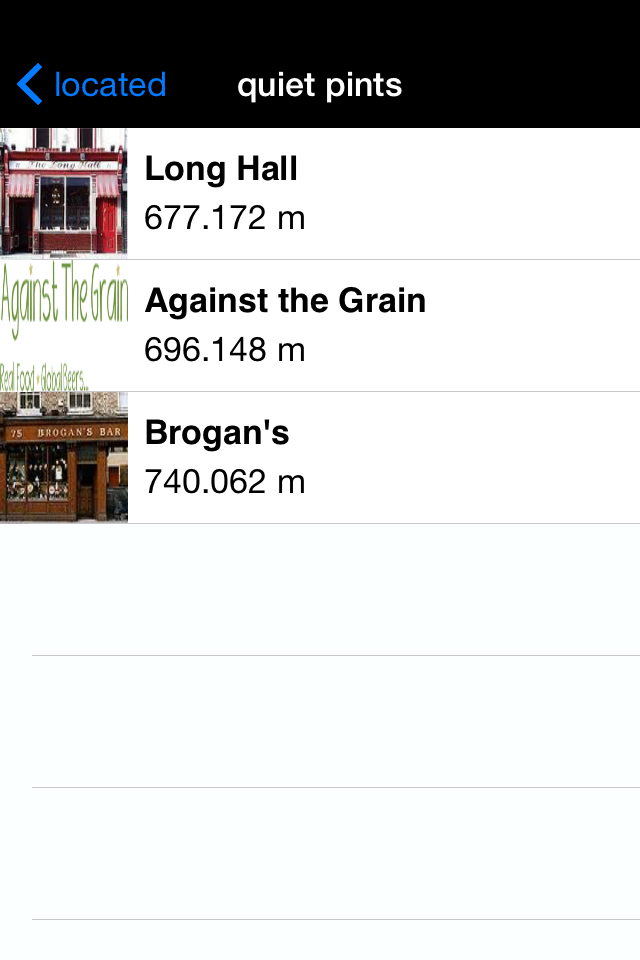 located
quiet pints
The Long Hall
Long Hall
677.172 m
Against The Grain
Real Food - Global Beers...
Against the Grain
696.148 m
75 BROGAN'S BAR
Brogan's
740.062 m